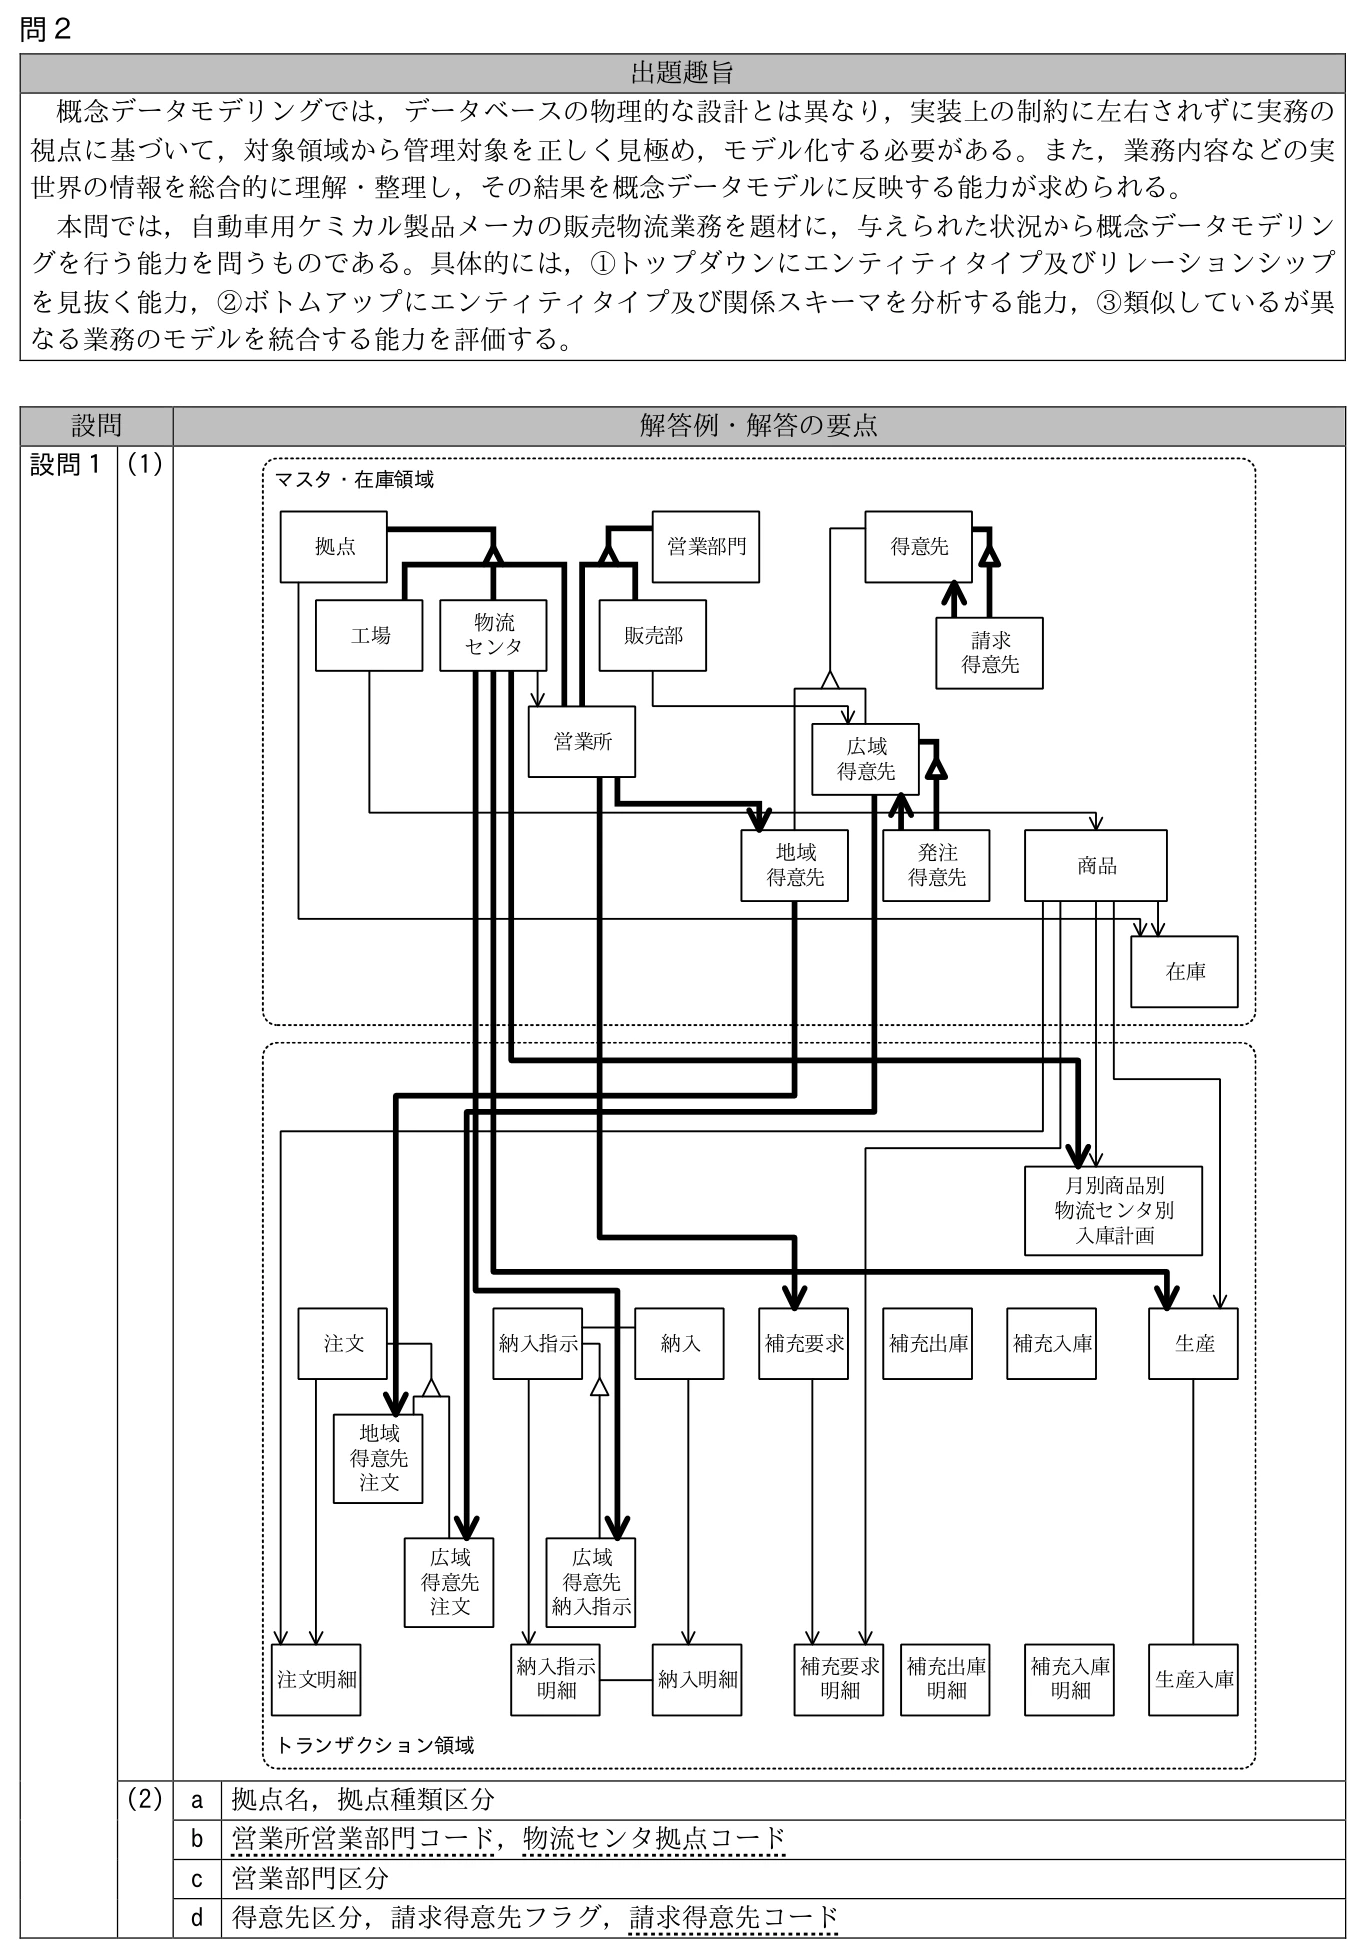 問２
出題趣旨
概念データモデリングでは，データベースの物理的な設計とは異なり，実装上の制約に左右されずに実務の
視点に基づいて，対象領域から管理対象を正しく見極め，モデル化する必要がある。また，業務内容などの実
世界の情報を総合的に理解・整理し，その結果を概念データモデルに反映する能力が求められる。
本問では，自動車用ケミカル製品メーカの販売物流業務を題材に，与えられた状況から概念データモデリン
グを行う能力を問うものである。具体的には，①トップダウンにエンティティタイプ及びリレーションシップ
を見抜く能力，②ボトムアップにエンティティタイプ及び関係スキーマを分析する能力，③類似しているが異
なる業務のモデルを統合する能力を評価する。
設問
解答例・解答の要点
設問１
(1)
マスタ・在庫領域
拠点
営業部門
得意先
工場
物流
センタ
販売部
請求
得意先
営業所
広域
得意先
地域
得意先
発注
得意先
商品
在庫
月別商品別
物流センタ別
入庫計画
注文
納入指示
納入
補充要求
補充出庫
補充入庫
生産
地域
得意先
注文
広域
得意先
注文
広域
得意先
納入指示
注文明細
納入指示
明細
納入明細
補充要求
明細
補充出庫
明細
補充入庫
明細
生産入庫
トランザクション領域
(2)
a
拠点名，拠点種類区分
b
営業所営業部門コード，物流センタ拠点コード
c
営業部門区分
d
得意先区分，請求得意先フラグ，請求得意先コード